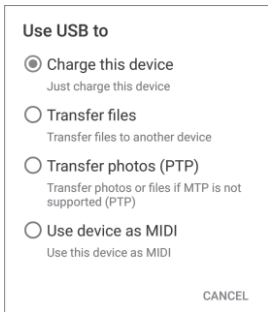 Use USB to
Charge this device
Just charge this device
Transfer files
Transfer files to another device
Transfer photos (PTP)
Transfer photos or files if MTP is not
supported (PTP)
Use device as MIDI
Use this device as MIDI
CANCEL